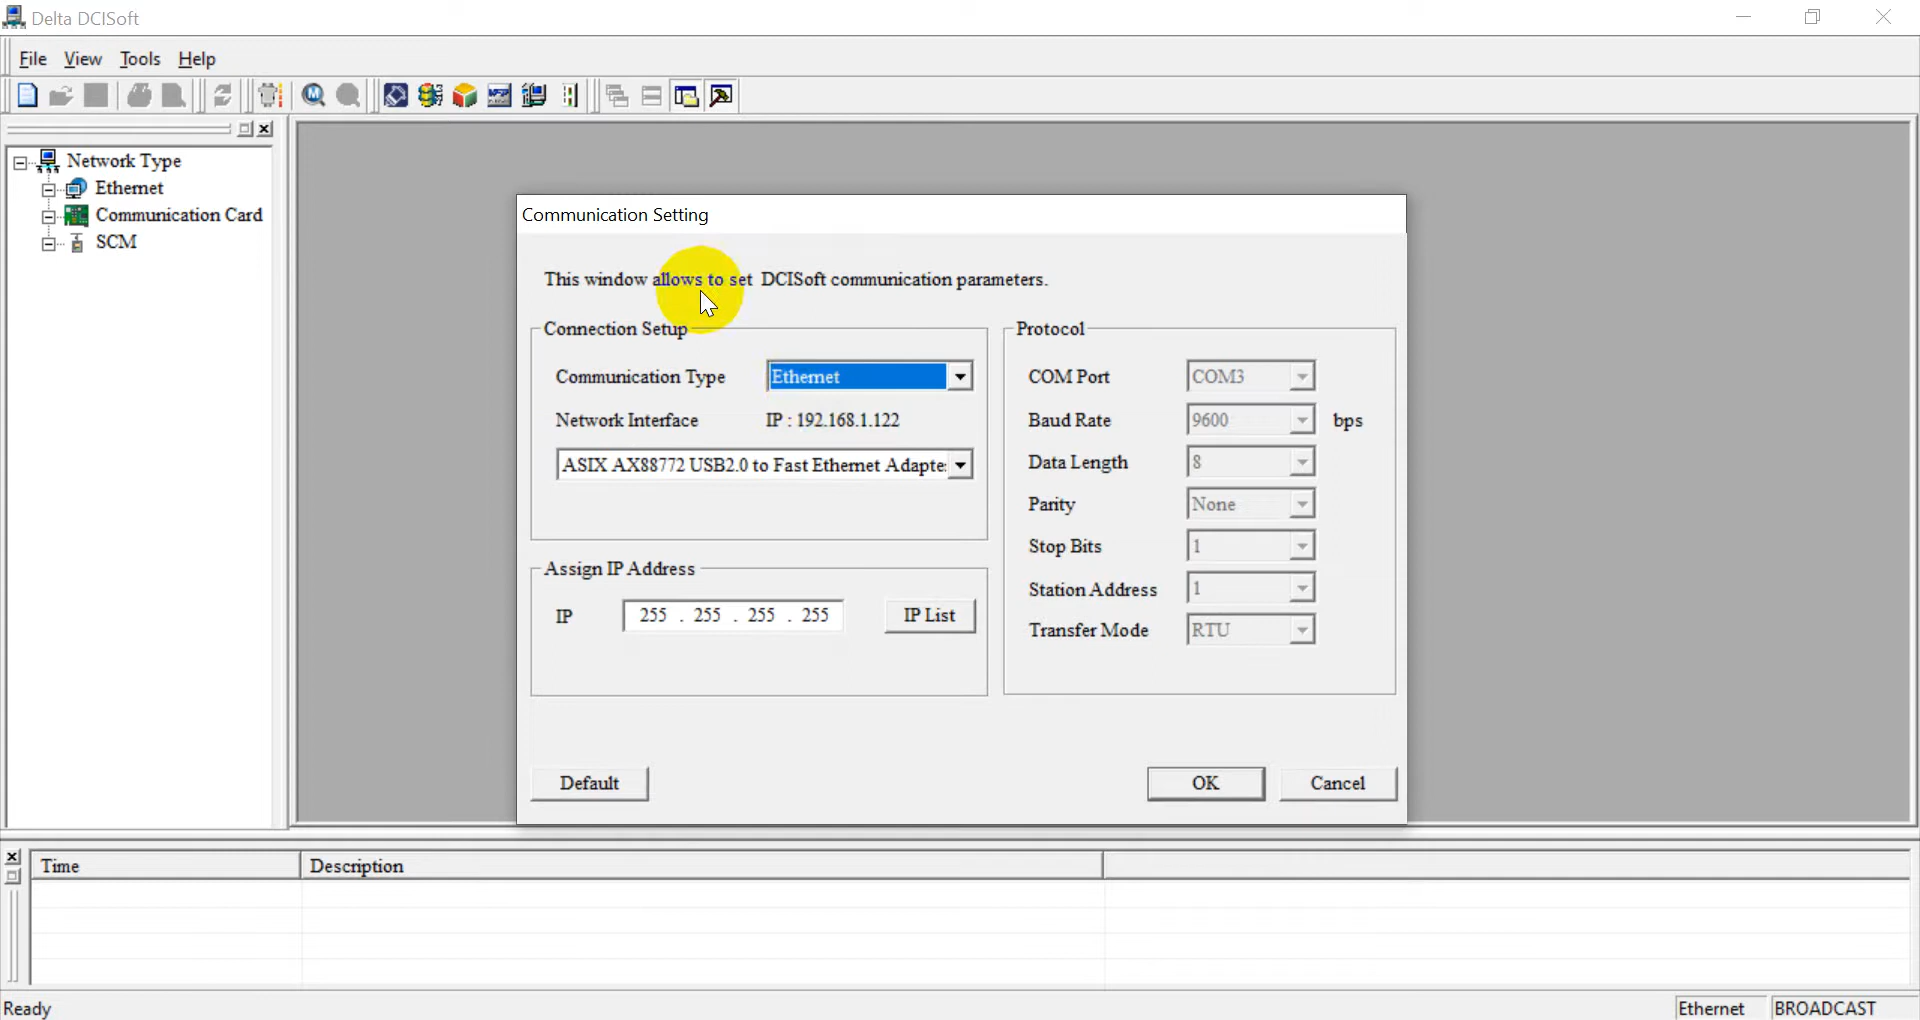 Delta DCISoft
File View Tools Help
Network Type
Ethernet
Communication Card
SCM
Communication Setting
This window allows to set DCISoft communication parameters.
Connection Setup
Communication Type Ethernet
Network Interface IP : 192.168.1.122
ASIX AX88772 USB2.0 to Fast Ethernet Adapte
Assign IP Address
IP 255 . 255 . 255 . 255 IP List
Protocol
COM Port COM3
Baud Rate 9600 bps
Data Length 8
Parity None
Stop Bits 1
Station Address 1
Transfer Mode RTU
Default OK Cancel
Time Description
Ready Ethernet BROADCAST